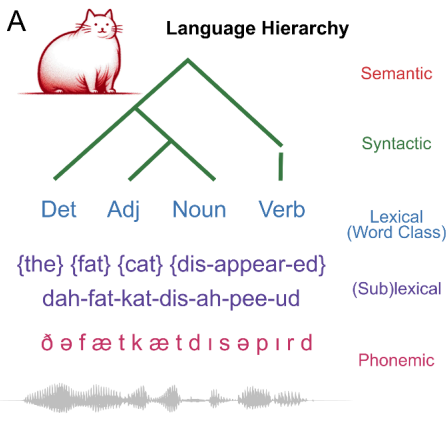 A
Language Hierarchy
Semantic
Syntactic
Det Adj Noun Verb
Lexical
(Word Class)
{the} {fat} {cat} {dis-appear-ed}
(Sub)lexical
dah-fat-kat-dis-ah-pee-ud
ð ə f æ t k æ t d ɪ s ə p ɪ r d
Phonemic